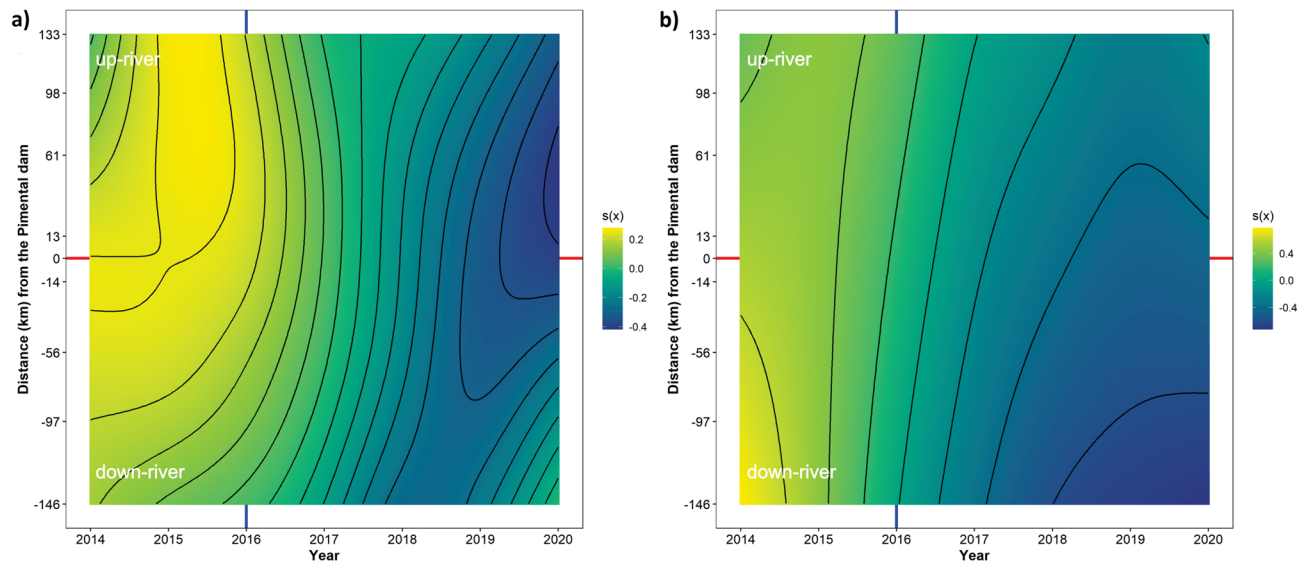 a)
up-river
down-river
133
98
61
13
0
-14
-56
-97
-146
Distance (km) from the Pimental dam
2014 2015 2016 2017 2018 2019 2020
Year
s(x)
0.2
0.0
-0.2
-0.4
b)
up-river
down-river
133
98
61
13
0
-14
-56
-97
-146
Distance (km) from the Pimental dam
2014 2015 2016 2017 2018 2019 2020
Year
s(x)
0.4
0.0
-0.4